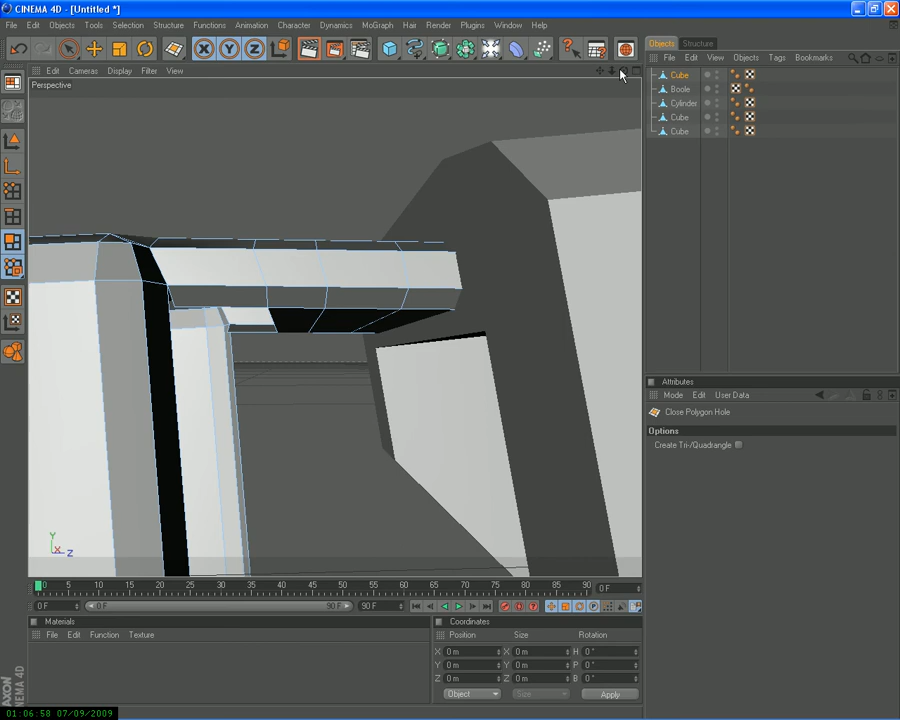 CINEMA 4D - [Untitled *]
File Edit Objects Tools Selection Structure Functions Animation Character Dynamics MoGraph Hair Render Plugins Window Help
Edit Cameras Display Filter View
Perspective
Y
X Z
Objects Structure
File Edit View Objects Tags Bookmarks
Cube
Boole
Cylinder
Cube
Cube
Attributes
Mode Edit User Data
Close Polygon Hole
Options
Create Tri-/Quadrangle
0 5 10 15 20 25 30 35 40 45 50 55 60 65 70 75 80 85 90 0 F
0 F 0 F 90 F 90 F
Materials
File Edit Function Texture
Coordinates
Position Size Rotation
X 0 m X 0 m H 0 °
Y 0 m Y 0 m P 0 °
Z 0 m Z 0 m B 0 °
Object Size Apply
MAXON
CINEMA 4D
01:06:58 07/09/2009